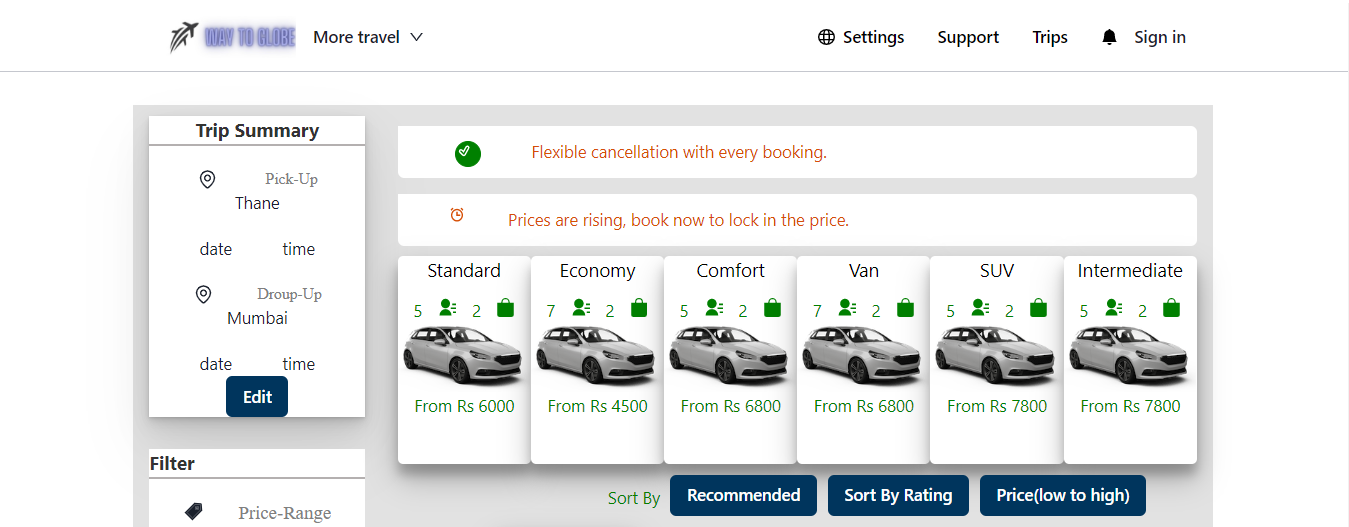 WAY TO GLOBE More travel Settings Support Trips Sign in
Trip Summary
Pick-Up
Thane
date time
Droup-Up
Mumbai
date time
Edit
Filter
Price-Range
Flexible cancellation with every booking.
Prices are rising, book now to lock in the price.
Standard Economy Comfort Van SUV Intermediate
5 2 7 2 5 2 7 2 5 2 5 2
From Rs 6000 From Rs 4500 From Rs 6800 From Rs 6800 From Rs 7800 From Rs 7800
Sort By Recommended Sort By Rating Price(low to high)